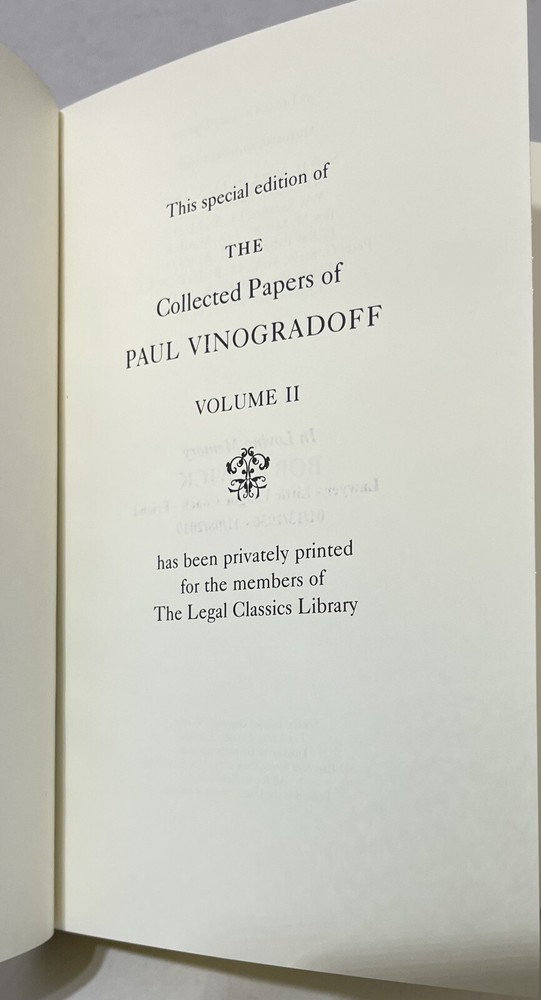 This special edition of
THE
Collected Papers of
PAUL VINOGRADOFF
VOLUME II
has been privately printed
for the members of
The Legal Classics Library